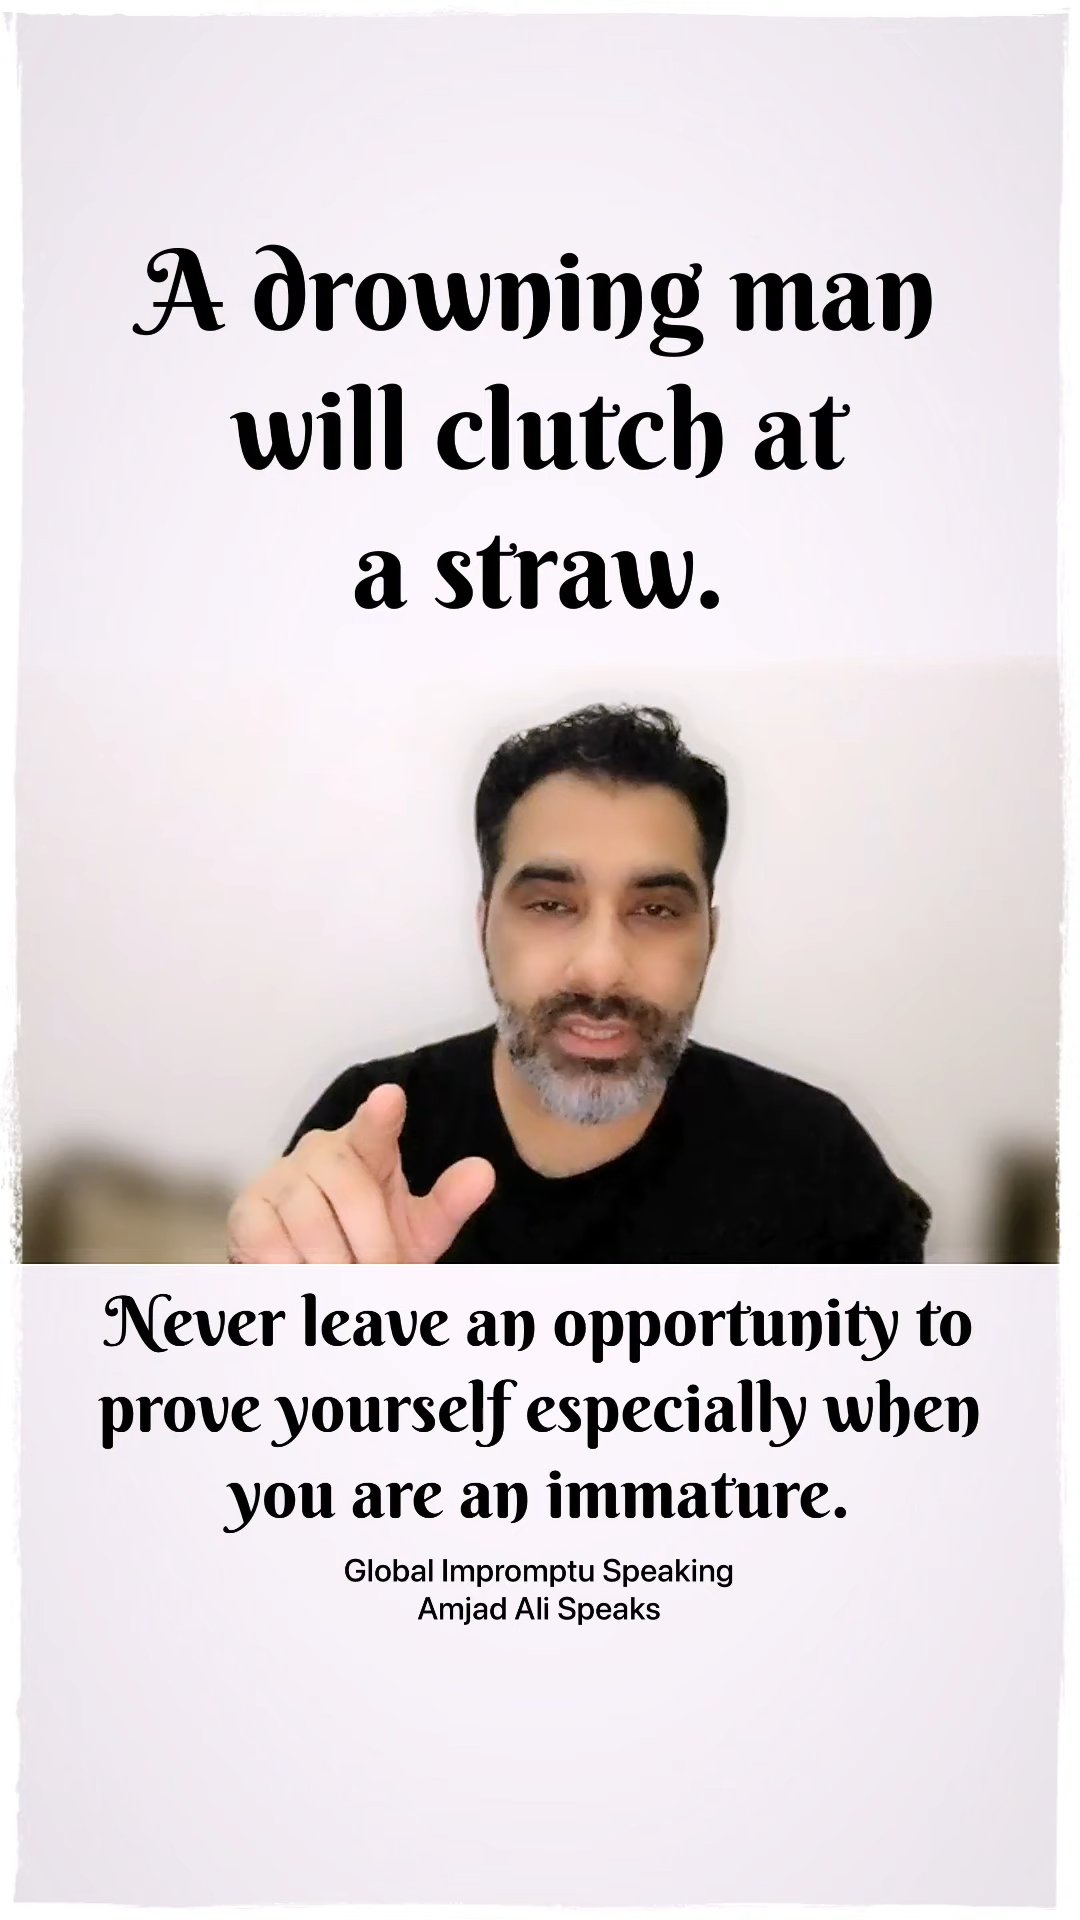 A drowning man
will clutch at
a straw.
Never leave an opportunity to
prove yourself especially when
you are an immature.
Global Impromptu Speaking
Amjad Ali Speaks